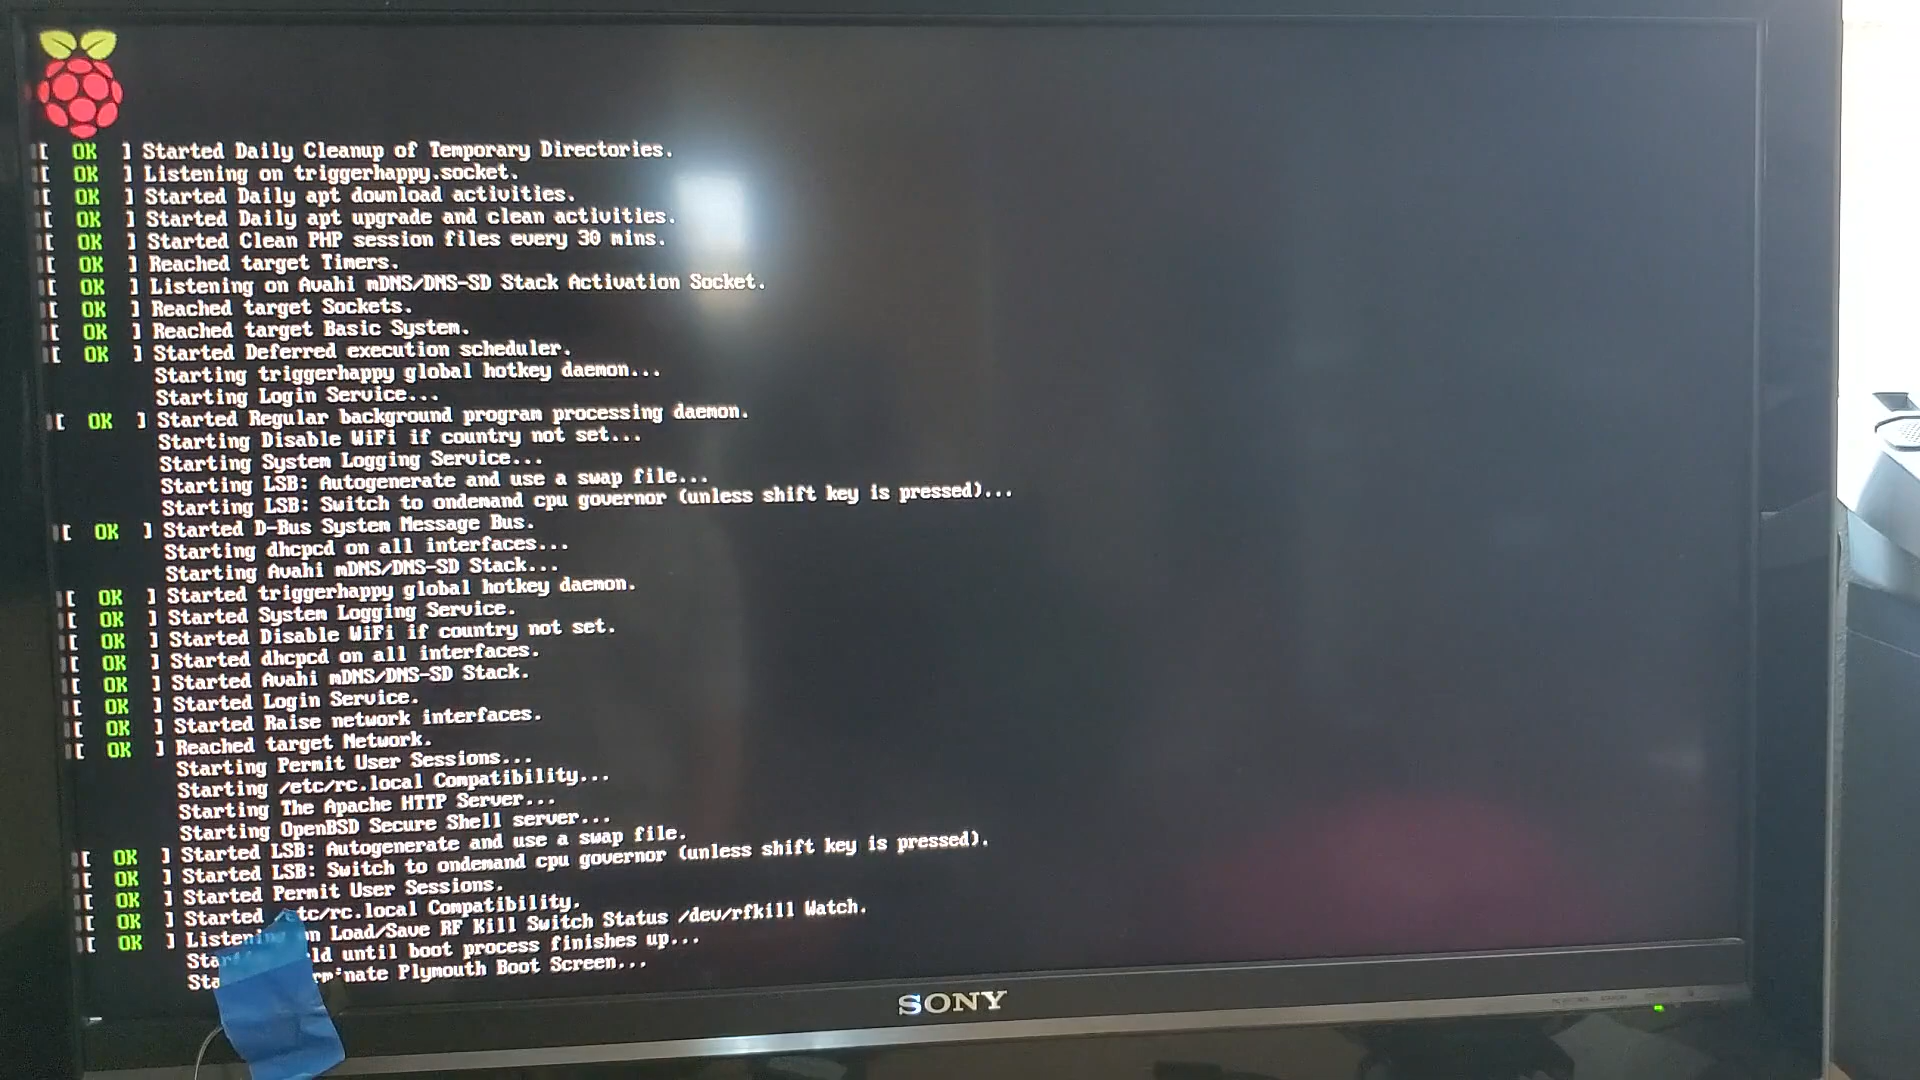 [ OK ] Started Daily Cleanup of Temporary Directories.
[ OK ] Listening on triggerhappy.socket.
[ OK ] Started Daily apt download activities.
[ OK ] Started Daily apt upgrade and clean activities.
[ OK ] Started Clean PHP session files every 30 mins.
[ OK ] Reached target Timers.
[ OK ] Listening on Avahi mDNS/DNS-SD Stack Activation Socket.
[ OK ] Reached target Sockets.
[ OK ] Reached target Basic System.
[ OK ] Started Deferred execution scheduler.
Starting triggerhappy global hotkey daemon...
Starting Login Service...
[ OK ] Started Regular background program processing daemon.
Starting Disable WiFi if country not set...
Starting System Logging Service...
Starting LSB: Autogenerate and use a swap file...
Starting LSB: Switch to ondemand cpu governor (unless shift key is pressed)...
[ OK ] Started D-Bus System Message Bus.
Starting dhcpcd on all interfaces...
Starting Avahi mDNS/DNS-SD Stack...
[ OK ] Started triggerhappy global hotkey daemon.
[ OK ] Started System Logging Service.
[ OK ] Started Disable WiFi if country not set.
[ OK ] Started dhcpcd on all interfaces.
[ OK ] Started Avahi mDNS/DNS-SD Stack.
[ OK ] Started Login Service.
[ OK ] Started Raise network interfaces.
[ OK ] Reached target Network.
Starting Permit User Sessions...
Starting /etc/rc.local Compatibility...
Starting The Apache HTTP Server...
Starting OpenBSD Secure Shell server...
[ OK ] Started LSB: Autogenerate and use a swap file.
[ OK ] Started LSB: Switch to ondemand cpu governor (unless shift key is pressed).
[ OK ] Started Permit User Sessions.
[ OK ] Started /etc/rc.local Compatibility.
[ OK ] Listening on Load/Save RF Kill Switch Status /dev/rfkill Watch.
until boot process finishes up...
Plymouth Boot Screen...
SONY